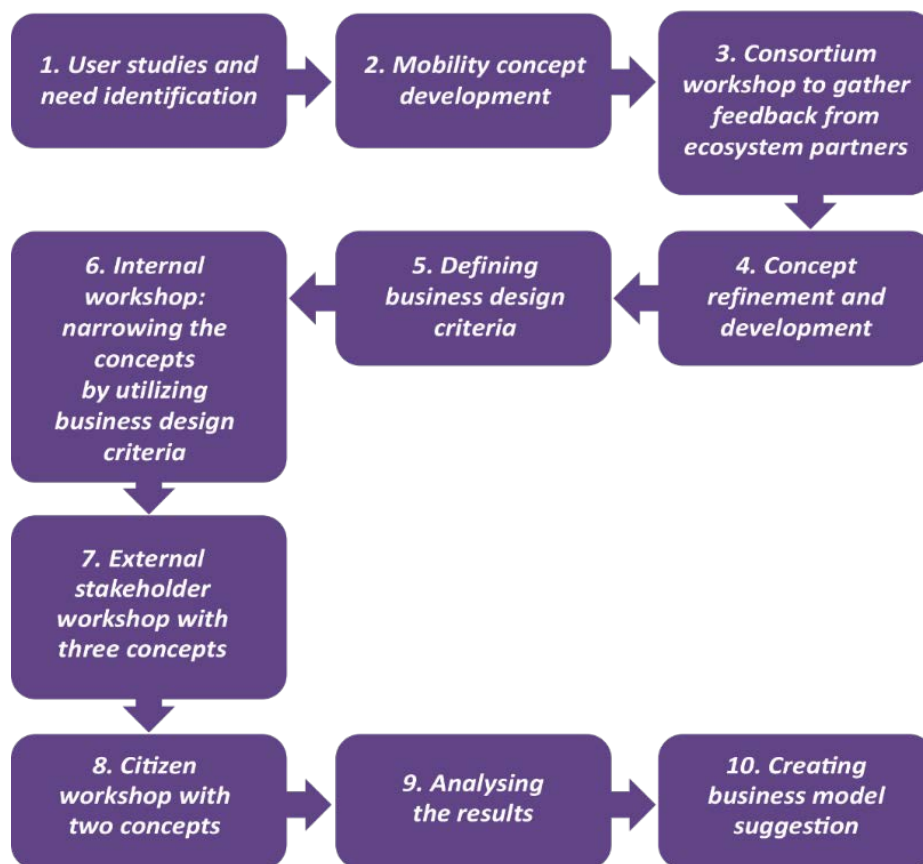 1. User studies and
need identification
2. Mobility concept
development
3. Consortium
workshop to gather
feedback from
ecosystem partners
4. Concept
refinement and
development
5. Defining
business design
criteria
6. Internal
workshop:
narrowing the
concepts
by utilizing
business design
criteria
7. External
stakeholder
workshop with
three concepts
8. Citizen
workshop with
two concepts
9. Analysing
the results
10. Creating
business model
suggestion